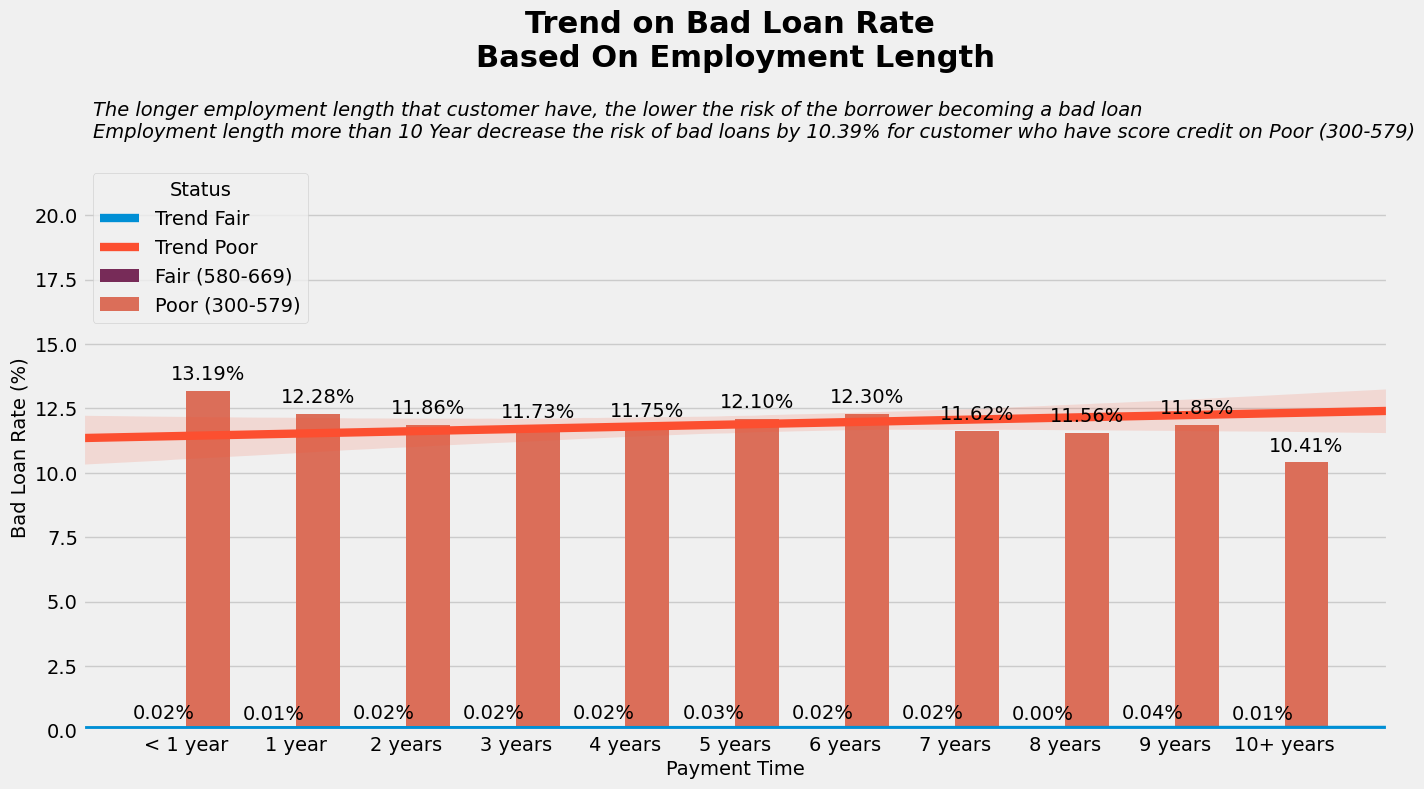 Trend on Bad Loan Rate
Based On Employment Length
The longer employment length that customer have, the lower the risk of the borrower becoming a bad loan
Employment length more than 10 Year decrease the risk of bad loans by 10.39% for customer who have score credit on Poor (300-579)
Status
Trend Fair
Trend Poor
Fair (580-669)
Poor (300-579)
Bad Loan Rate (%)
20.0
17.5
15.0
12.5
10.0
7.5
5.0
2.5
0.0
13.19%
12.28%
11.86%
11.73%
11.75%
12.10%
12.30%
11.62%
11.56%
11.85%
10.41%
0.02%
0.01%
0.02%
0.02%
0.02%
0.03%
0.02%
0.02%
0.00%
0.04%
0.01%
< 1 year
1 year
2 years
3 years
4 years
5 years
6 years
7 years
8 years
9 years
10+ years
Payment Time